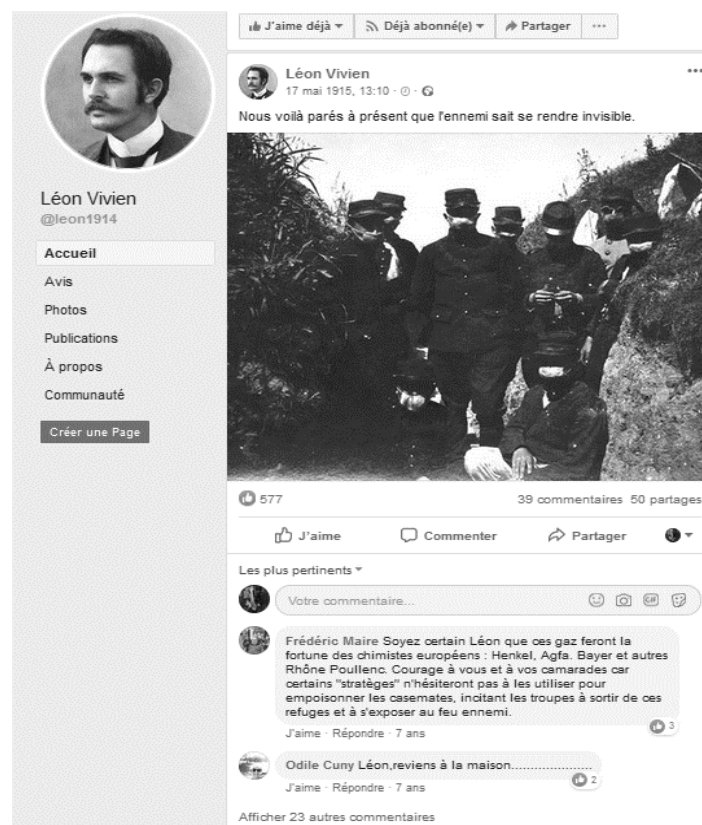 J'aime déjà
Déjà abonné(e)
Partager
Léon Vivien
17 mai 1915, 13:10
Nous voilà parés à présent que l'ennemi sait se rendre invisible.
Léon Vivien
@leon1914
Accueil
Avis
Photos
Publications
À propos
Communauté
Créer une Page
577
39 commentaires 50 partages
J'aime
Commenter
Partager
Les plus pertinents
Votre commentaire...
GIF
Frédéric Maire Soyez certain Léon que ces gaz feront la
fortune des chimistes européens : Henkel, Agfa. Bayer et autres
Rhône Poullenc. Courage à vous et à vos camarades car
certains "stratèges" n'hésiteront pas à les utiliser pour
empoisonner les casemates, incitant les troupes à sortir de ces
refuges et à s'exposer au feu ennemi.
3
J'aime · Répondre · 7 ans
Odile Cuny Léon,reviens à la maison.....................
2
J'aime · Répondre · 7 ans
Afficher 23 autres commentaires